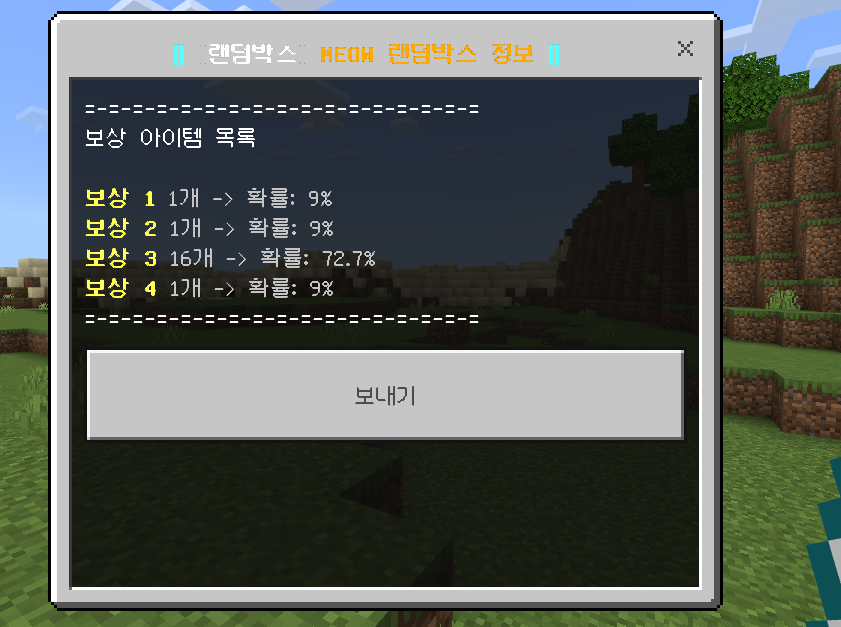 || 랜덤박스 MEOW 랜덤박스 정보 ||
=-=-=-=-=-=-=-=-=-=-=-=-=-=-=-=-=
보상 아이템 목록
보상 1 1개 -> 확률: 9%
보상 2 1개 -> 확률: 9%
보상 3 16개 -> 확률: 72.7%
보상 4 1개 -> 확률: 9%
=-=-=-=-=-=-=-=-=-=-=-=-=-=-=-=-=
보내기